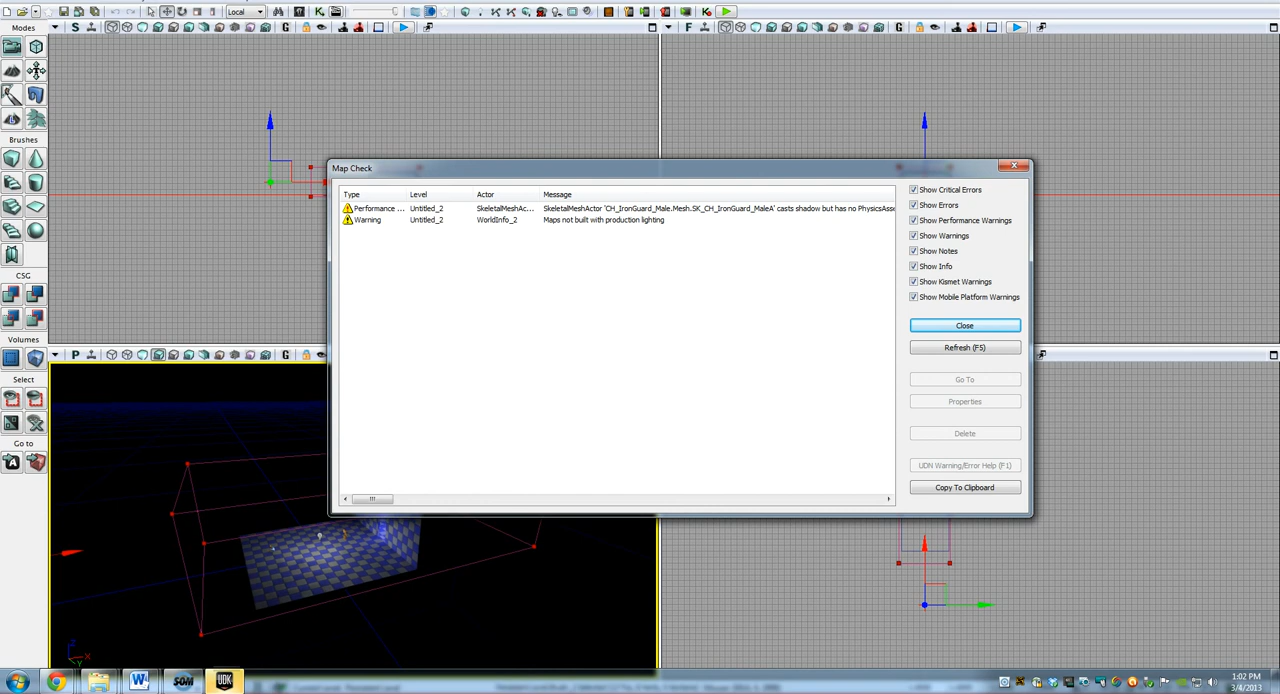 Local
S
G
F
G
Modes
Brushes
CSG
Volumes
Select
Go to
P
G
Map Check
Type Level Actor Message
Performance ... Untitled_2 SkeletalMeshAc... SkeletalMeshActor 'CH_IronGuard_Male.Mesh.SK_CH_IronGuard_MaleA' casts shadow but has no PhysicsAsse
Warning Untitled_2 WorldInfo_2 Maps not built with production lighting
Show Critical Errors
Show Errors
Show Performance Warnings
Show Warnings
Show Notes
Show Info
Show Kismet Warnings
Show Mobile Platform Warnings
Close
Refresh (F5)
Go To
Properties
Delete
UDN Warning/Error Help (F1)
Copy To Clipboard
Z
X
Y
W
SOM
UDK
1:02 PM
3/4/2013